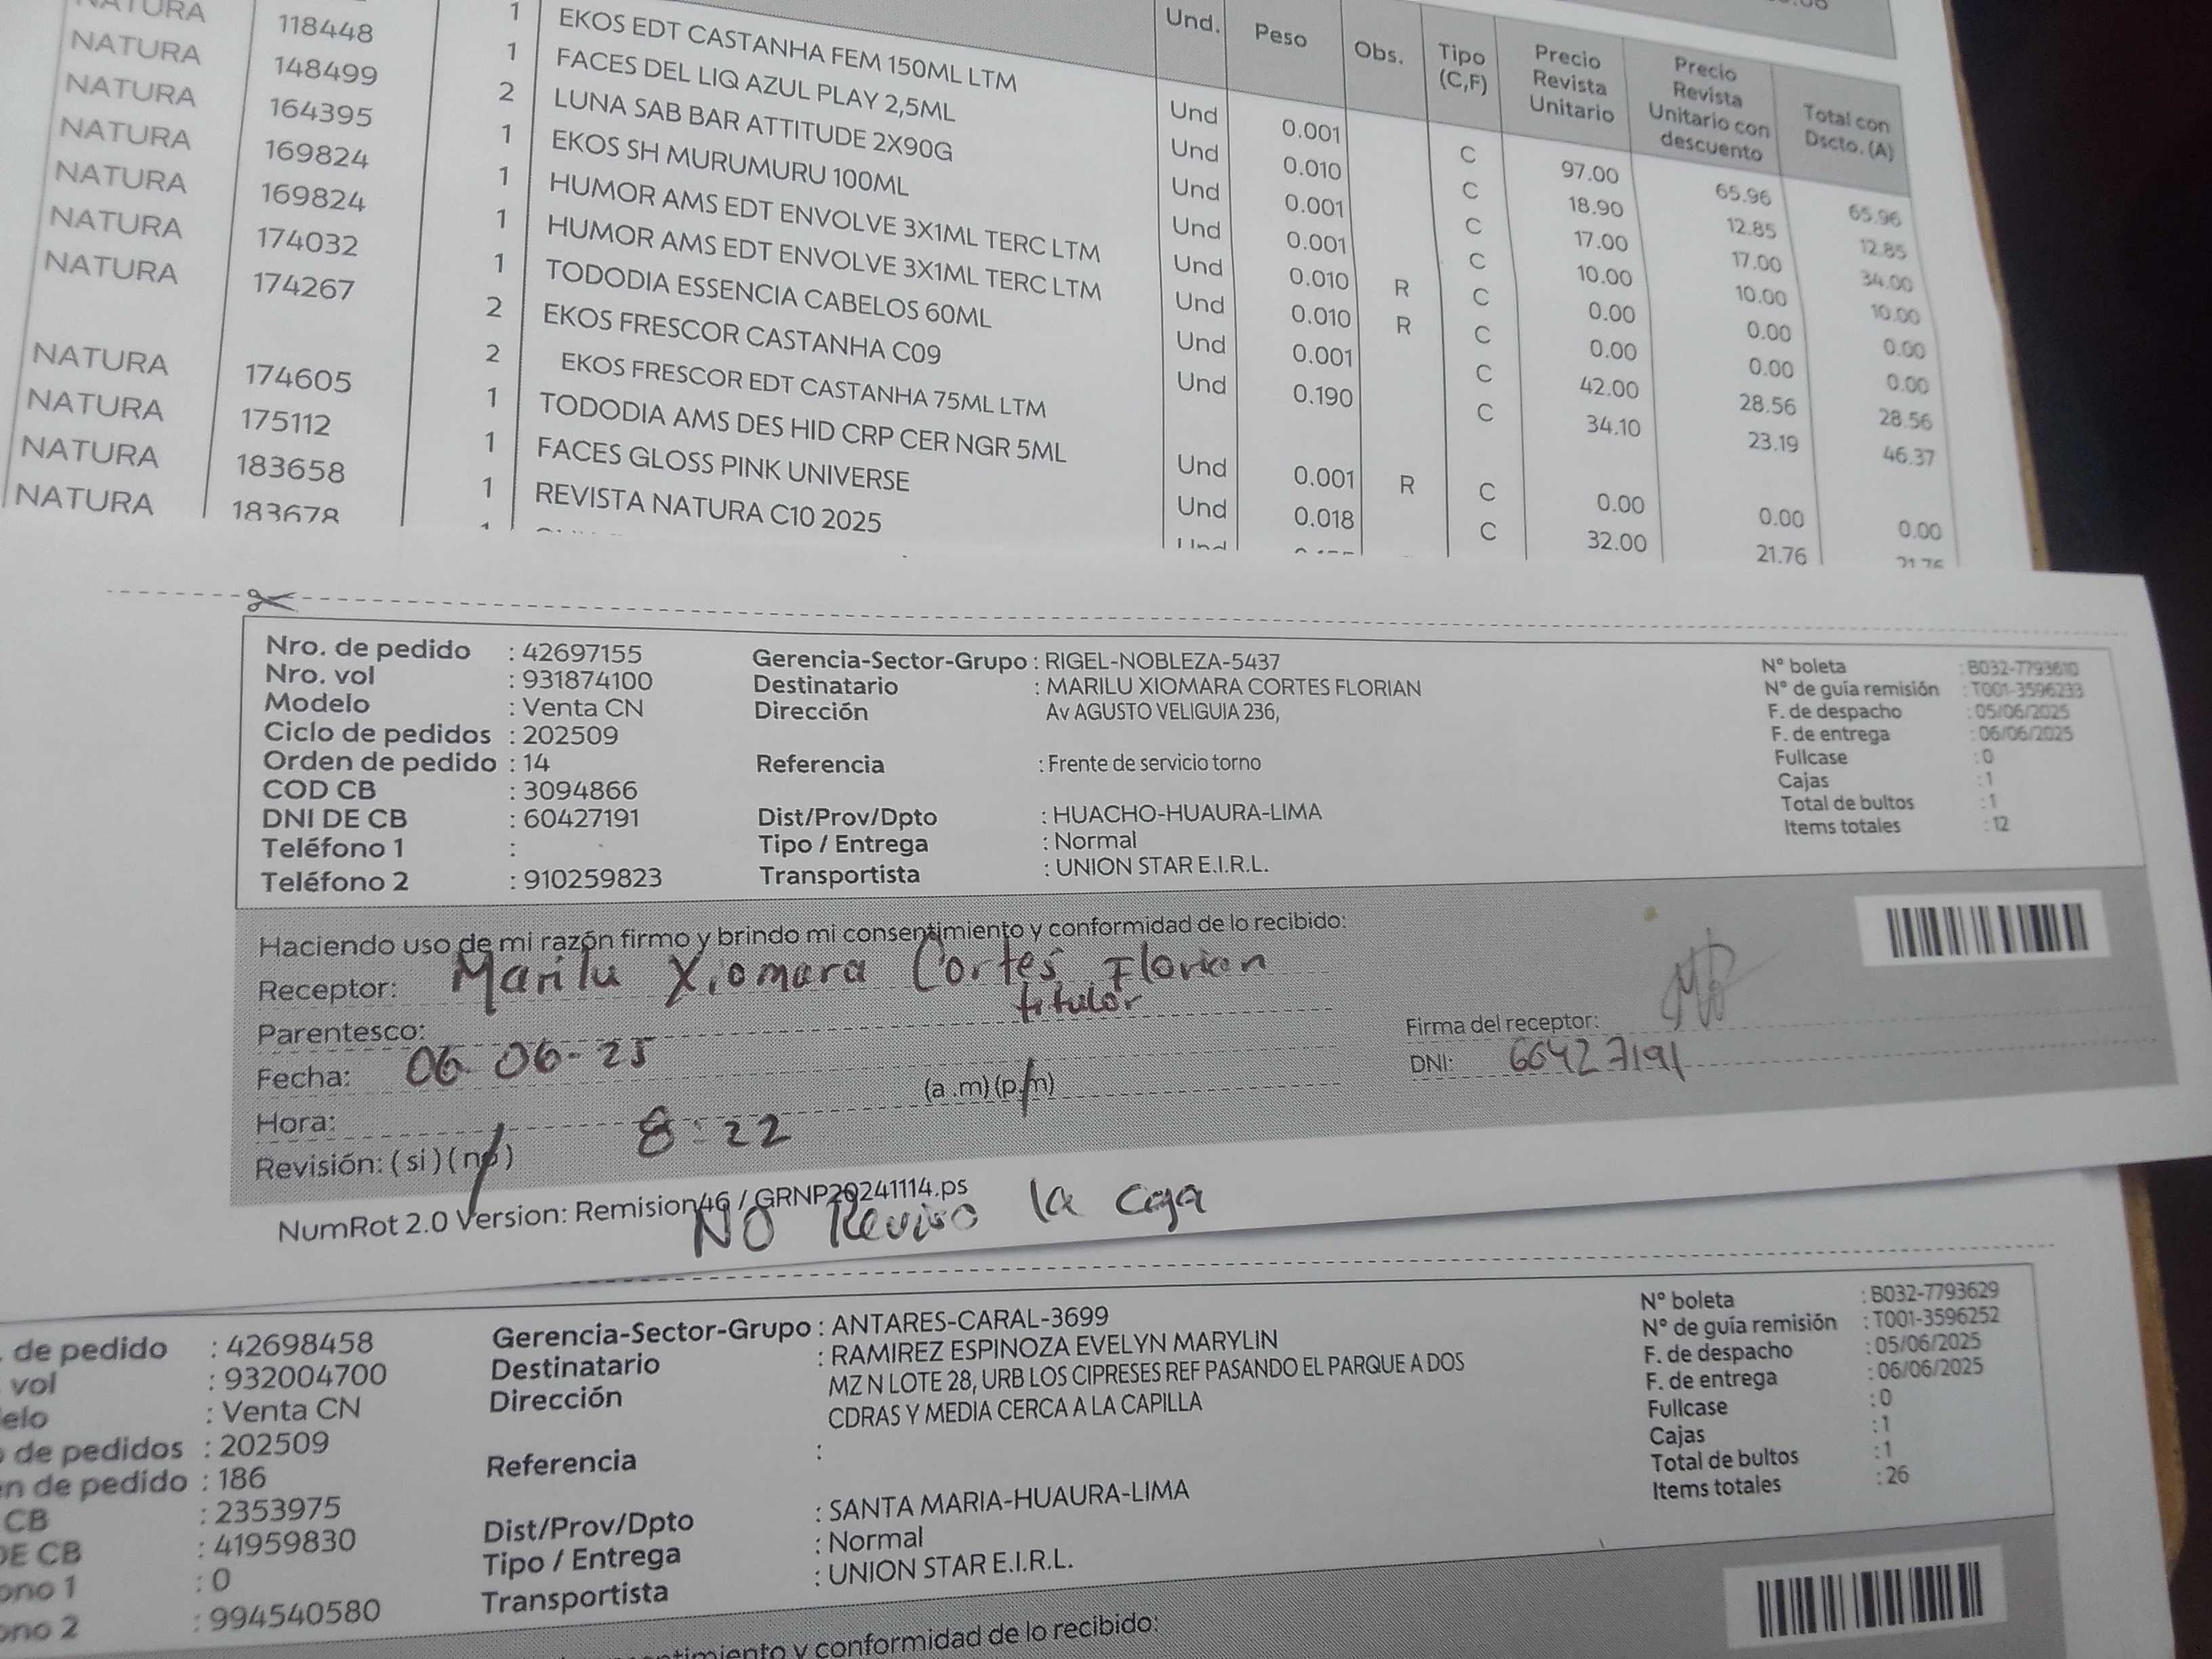 NATURA 118448 1 EKOS EDT CASTANHA FEM 150ML LTM
NATURA 148499 1 FACES DEL LIQ AZUL PLAY 2,5ML
NATURA 164395 2 LUNA SAB BAR ATTITUDE 2X90G
NATURA 169824 1 EKOS SH MURUMURU 100ML
NATURA 169824 1 HUMOR AMS EDT ENVOLVE 3X1ML TERC LTM
NATURA 174032 1 HUMOR AMS EDT ENVOLVE 3X1ML TERC LTM
NATURA 174267 1 TODODIA ESSENCIA CABELOS 60ML
2 EKOS FRESCOR CASTANHA C09
NATURA 174605 2 EKOS FRESCOR EDT CASTANHA 75ML LTM
NATURA 175112 1 TODODIA AMS DES HID CRP CER NGR 5ML
NATURA 183658 1 FACES GLOSS PINK UNIVERSE
NATURA 183678 1 REVISTA NATURA C10 2025
Und. Peso Obs. Tipo (C,F) Precio Revista Unitario Precio Revista Unitario con descuento Total con Dscto. (A)
Und 0.001 C 97.00 65.96 65.96
Und 0.010 C 18.90 12.85 12.85
Und 0.001 C 17.00 17.00 34.00
Und 0.001 C 10.00 10.00 10.00
Und 0.010 R C 0.00 0.00 0.00
Und 0.010 R C 0.00 0.00 0.00
Und 0.001 C 42.00 28.56 28.56
Und 0.190 C 34.10 23.19 46.37
Und 0.001 R C 0.00 0.00 0.00
Und 0.018 C 32.00 21.76 21.76
Nro. de pedido : 42697155
Nro. vol : 931874100
Modelo : Venta CN
Ciclo de pedidos : 202509
Orden de pedido : 14
COD CB : 3094866
DNI DE CB : 60427191
Teléfono 1 :
Teléfono 2 : 910259823
Gerencia-Sector-Grupo : RIGEL-NOBLEZA-5437
Destinatario : MARILU XIOMARA CORTES FLORIAN
Dirección Av AGUSTO VELIGUIA 236,
Referencia : Frente de servicio torno
Dist/Prov/Dpto : HUACHO-HUAURA-LIMA
Tipo / Entrega : Normal
Transportista : UNION STAR E.I.R.L.
N° boleta : B032-7793610
N° de guía remisión : T001-3596233
F. de despacho : 05/06/2025
F. de entrega : 06/06/2025
Fullcase : 0
Cajas : 1
Total de bultos : 1
Items totales : 12
Haciendo uso de mi razón firmo y brindo mi consentimiento y conformidad de lo recibido:
Receptor: Marilu Xiomara Cortes Florian
Parentesco: titular
Fecha: 06-06-25
Hora: 8:22 (a.m)(p.m)
Revisión: (si)(no)
Firma del receptor:
DNI: 60427191
NumRot 2.0 Version: Remision46 / GRNP20241114.ps
NO Reviso la caja
. de pedido : 42698458
vol : 932004700
elo : Venta CN
o de pedidos : 202509
en de pedido : 186
CB : 2353975
DE CB : 41959830
ono 1 : 0
ono 2 : 994540580
Gerencia-Sector-Grupo : ANTARES-CARAL-3699
Destinatario : RAMIREZ ESPINOZA EVELYN MARYLIN
Dirección MZ N LOTE 28, URB LOS CIPRESES REF PASANDO EL PARQUE A DOS
CDRAS Y MEDIA CERCA A LA CAPILLA
Referencia :
Dist/Prov/Dpto : SANTA MARIA-HUAURA-LIMA
Tipo / Entrega : Normal
Transportista : UNION STAR E.I.R.L.
N° boleta : B032-7793629
N° de guía remisión : T001-3596252
F. de despacho : 05/06/2025
F. de entrega : 06/06/2025
Fullcase : 0
Cajas : 1
Total de bultos : 1
Items totales : 26
timiento y conformidad de lo recibido: